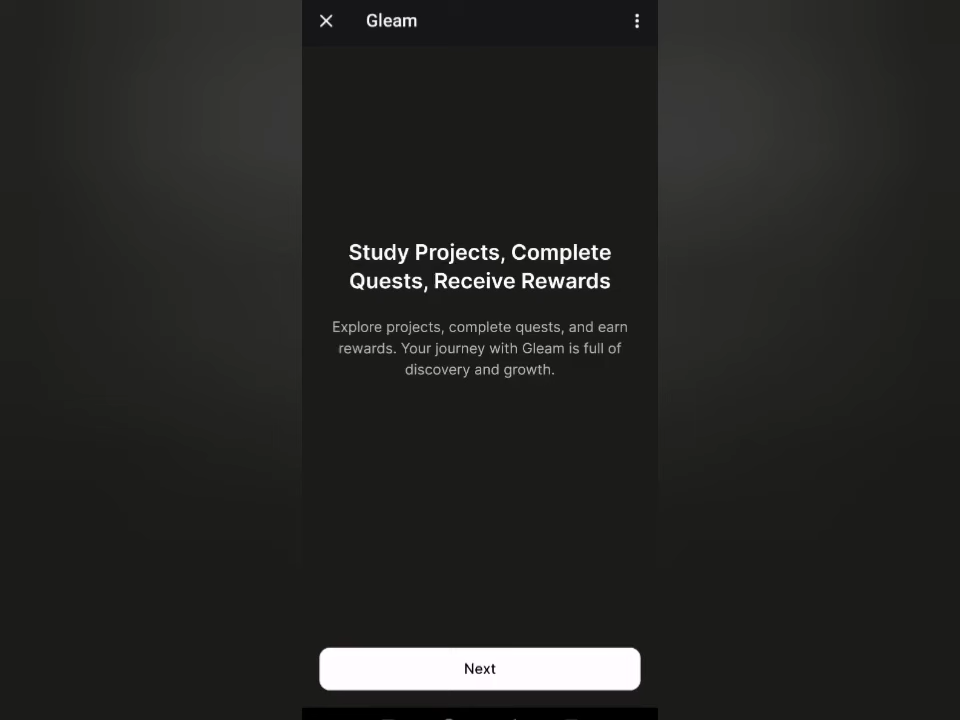 Gleam
Study Projects, Complete
Quests, Receive Rewards
Explore projects, complete quests, and earn
rewards. Your journey with Gleam is full of
discovery and growth.
Next